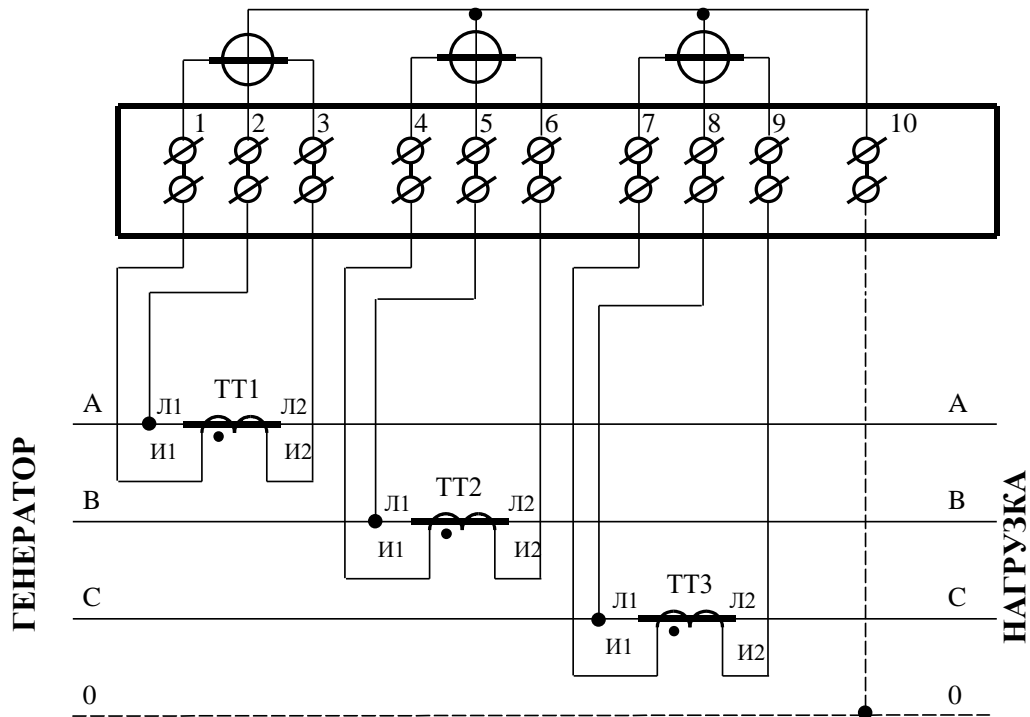 1 2 3 4 5 6 7 8 9 10
ТТ1
А Л1 Л2 А
И1 И2
ТТ2
В Л1 Л2 В
И1 И2
ТТ3
С Л1 Л2 С
И1 И2
0 0
ГЕНЕРАТОР
НАГРУЗКА